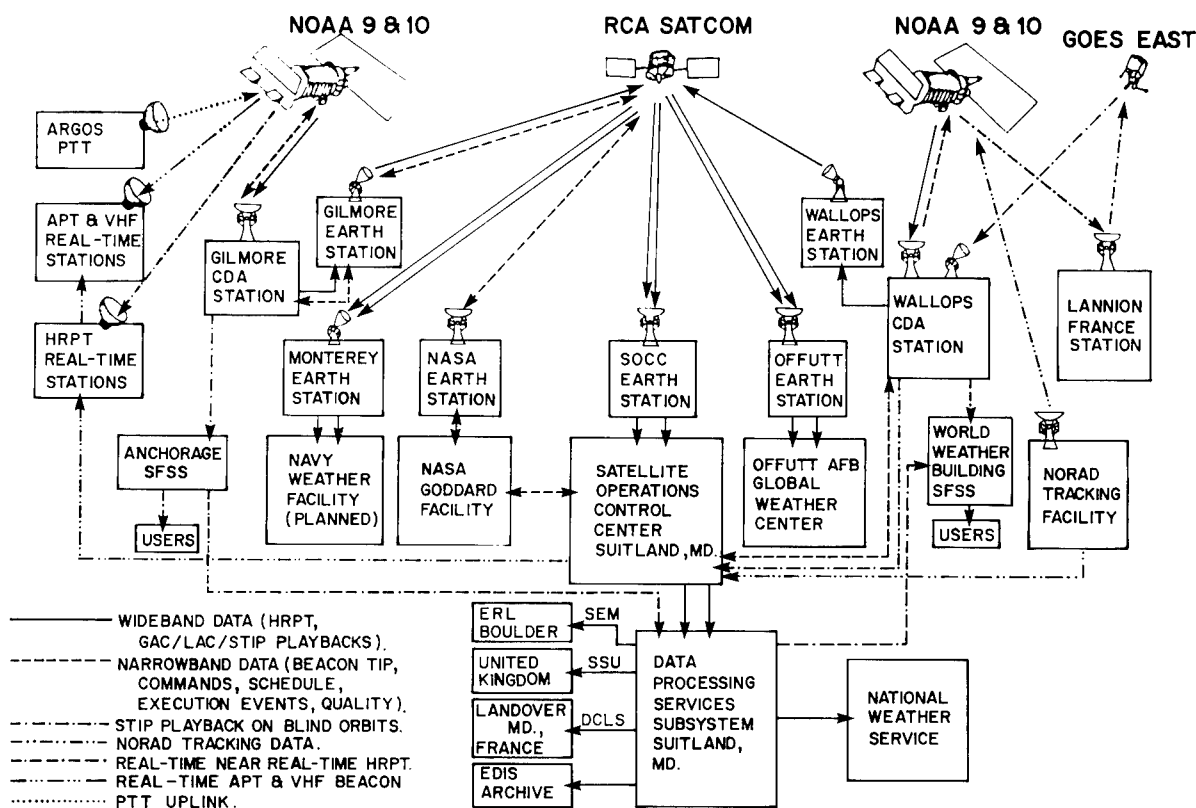 NOAA 9 & 10
RCA SATCOM
NOAA 9 & 10
GOES EAST
ARGOS
PTT
APT & VHF
REAL-TIME
STATIONS
HRPT
REAL-TIME
STATIONS
GILMORE
CDA
STATION
GILMORE
EARTH
STATION
WALLOPS
EARTH
STATION
WALLOPS
CDA
STATION
LANNION
FRANCE
STATION
MONTEREY
EARTH
STATION
NASA
EARTH
STATION
SOCC
EARTH
STATION
OFFUTT
EARTH
STATION
ANCHORAGE
SFSS
USERS
NAVY
WEATHER
FACILITY
(PLANNED)
NASA
GODDARD
FACILITY
SATELLITE
OPERATIONS
CONTROL
CENTER
SUITLAND, MD.
OFFUTT AFB
GLOBAL
WEATHER
CENTER
WORLD
WEATHER
BUILDING
SFSS
USERS
NORAD
TRACKING
FACILITY
WIDEBAND DATA (HRPT,
GAC/LAC/STIP PLAYBACKS).
NARROWBAND DATA (BEACON TIP,
COMMANDS, SCHEDULE,
EXECUTION EVENTS, QUALITY).
STIP PLAYBACK ON BLIND ORBITS.
NORAD TRACKING DATA.
REAL-TIME NEAR REAL-TIME HRPT.
REAL-TIME APT & VHF BEACON
PTT UPLINK.
ERL
BOULDER
SEM
UNITED
KINGDOM
SSU
LANDOVER
MD.,
FRANCE
DCLS
EDIS
ARCHIVE
DATA
PROCESSING
SERVICES
SUBSYSTEM
SUITLAND,
MD.
NATIONAL
WEATHER
SERVICE